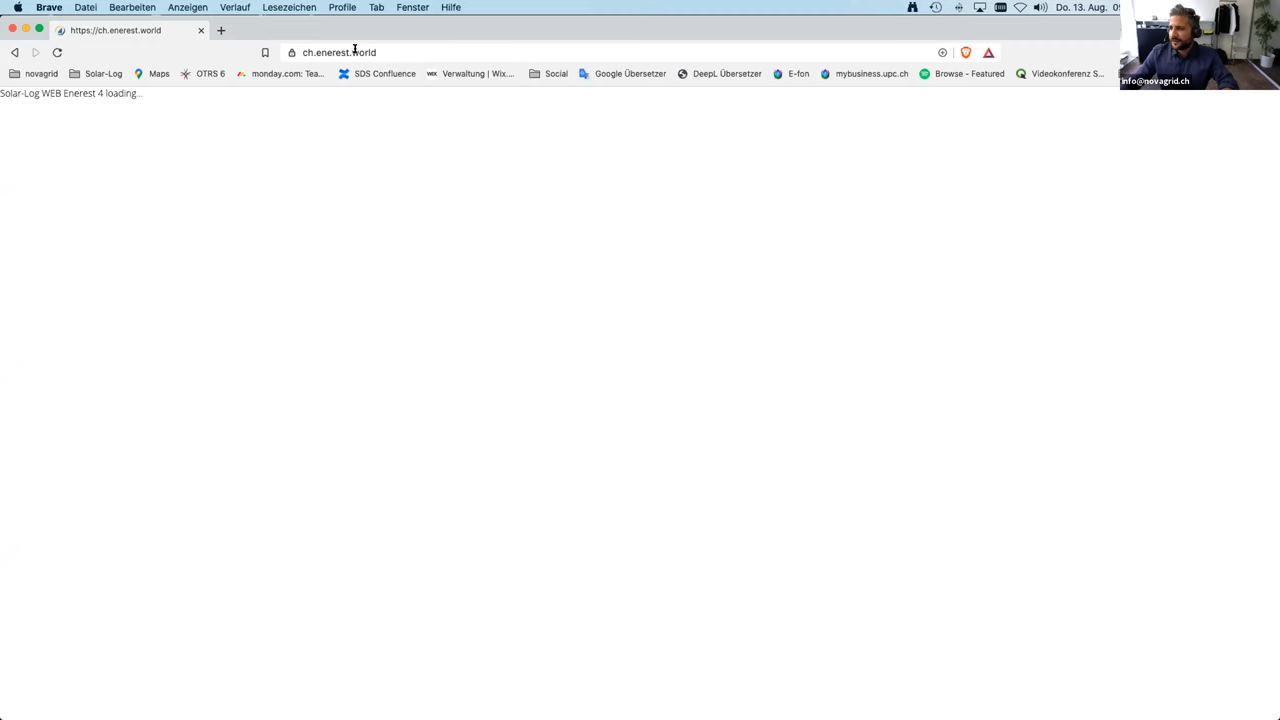 Brave Datei Bearbeiten Anzeigen Verlauf Lesezeichen Profile Tab Fenster Hilfe Do. 13. Aug.
https://ch.enerest.world
ch.enerest.world
novagrid Solar-Log Maps OTRS 6 monday.com: Tea... SDS Confluence WIX Verwaltung | Wix.... Social Google Übersetzer DeepL Übersetzer E-fon mybusiness.upc.ch Browse - Featured Videokonferenz S...
info@novagrid.ch
Solar-Log WEB Enerest 4 loading...